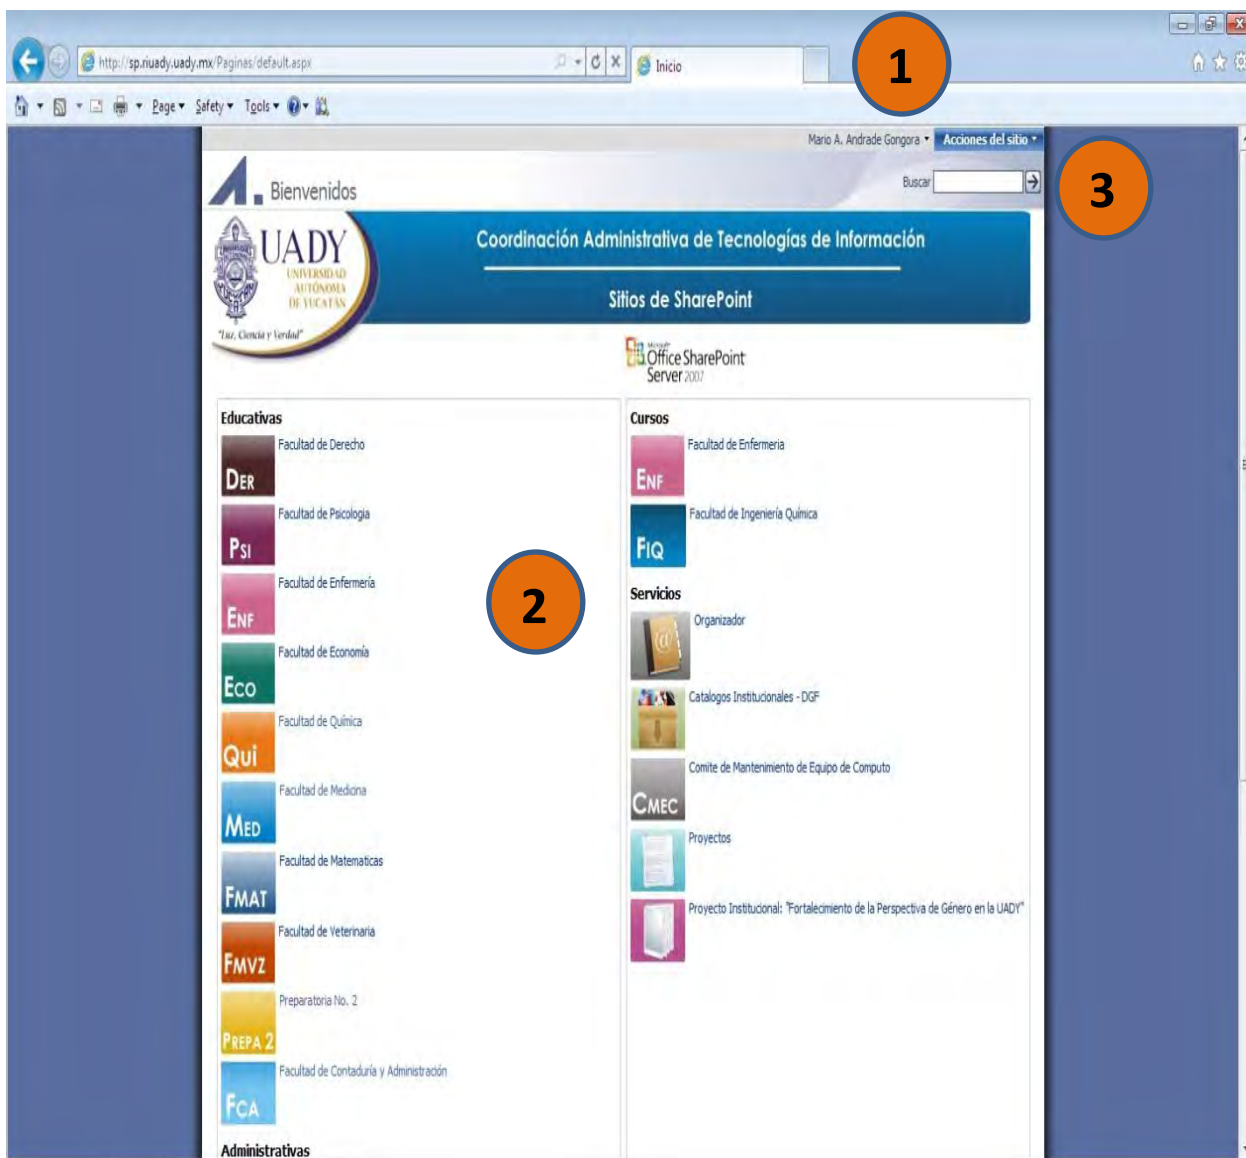 1
http://sp.riuady.uady.mx/Paginas/default.aspx
Inicio
Page Safety Tools
Mario A. Andrade Gongora
Acciones del sitio
3
Buscar
Bienvenidos
UADY
UNIVERSIDAD
AUTÓNOMA
DE YUCATÁN
"Luz, Ciencia y Verdad"
Coordinación Administrativa de Tecnologías de Información
Sitios de SharePoint
Microsoft
Office SharePoint
Server 2007
Educativas
DER
Facultad de Derecho
PSI
Facultad de Psicologia
ENF
Facultad de Enfermería
ECO
Facultad de Economía
QUI
Facultad de Química
MED
Facultad de Medicina
FMAT
Facultad de Matematicas
FMVZ
Facultad de Veterinaria
PREPA 2
Preparatoria No. 2
FCA
Facultad de Contaduría y Administración
Administrativas
2
Cursos
ENF
Facultad de Enfermeria
FIQ
Facultad de Ingeniería Química
Servicios
@
Organizador
Catalogos Institucionales - DGF
CMEC
Comite de Mantenimiento de Equipo de Computo
Proyectos
Proyecto Institucional: "Fortalecimiento de la Perspectiva de Género en la UADY"